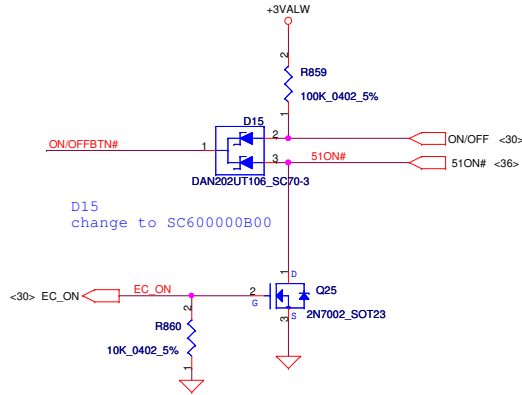 +3VALW
2
R859
100K_0402_5%
1
D15
ON/OFFBTN#
1
2
ON/OFF <30>
3
51ON#
51ON# <36>
DAN202UT106_SC70-3
D15
change to SC600000B00
1
D
Q25
<30> EC_ON
EC_ON
2
G
S
3
2N7002_SOT23
2
R860
10K_0402_5%
1